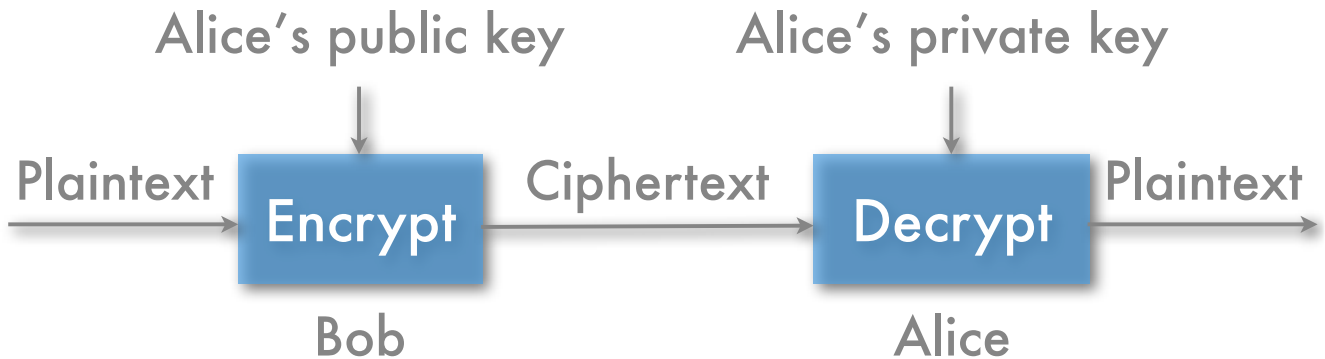 Alice’s public key
Alice’s private key
Plaintext
Encrypt
Ciphertext
Decrypt
Plaintext
Bob
Alice